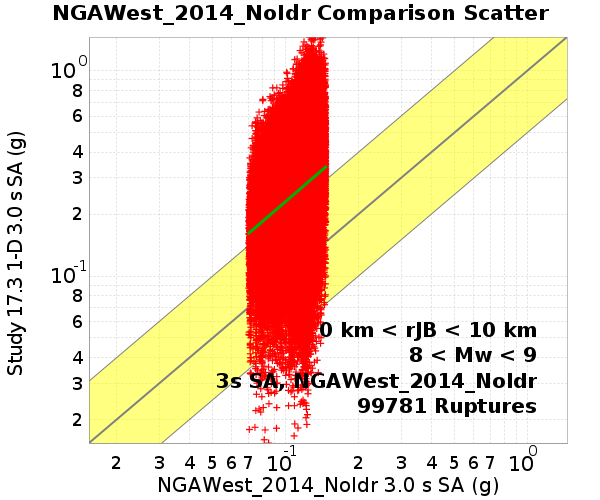 NGAWest_2014_NoIdr Comparison Scatter
Study 17.3 1-D 3.0 s SA (g)
10^0
8
6
4
3
2
10^-1
8
6
4
3
2
0 km < rJB < 10 km
8 < Mw < 9
3s SA, NGAWest_2014_NoIdr
99781 Ruptures
2 3 4 5 6 7 10^-1 2 3 4 5 6 7 10^0
NGAWest_2014_NoIdr 3.0 s SA (g)